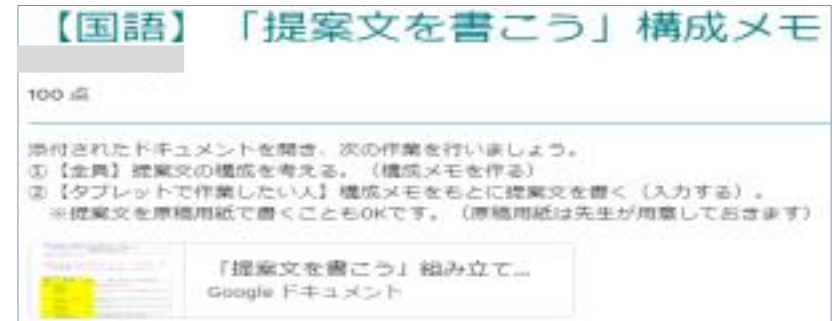 【国語】「提案文を書こう」構成メモ
100 点
添付されたドキュメントを開き、次の作業を行いましょう。
①【全員】提案文の構成を考える。（構成メモを作る）
②【タブレットで作業したい人】構成メモをもとに提案文を書く（入力する）。
※提案文を原稿用紙で書くこともOKです。（原稿用紙は先生が用意しておきます）
「提案文を書こう」組み立て...
Google ドキュメント